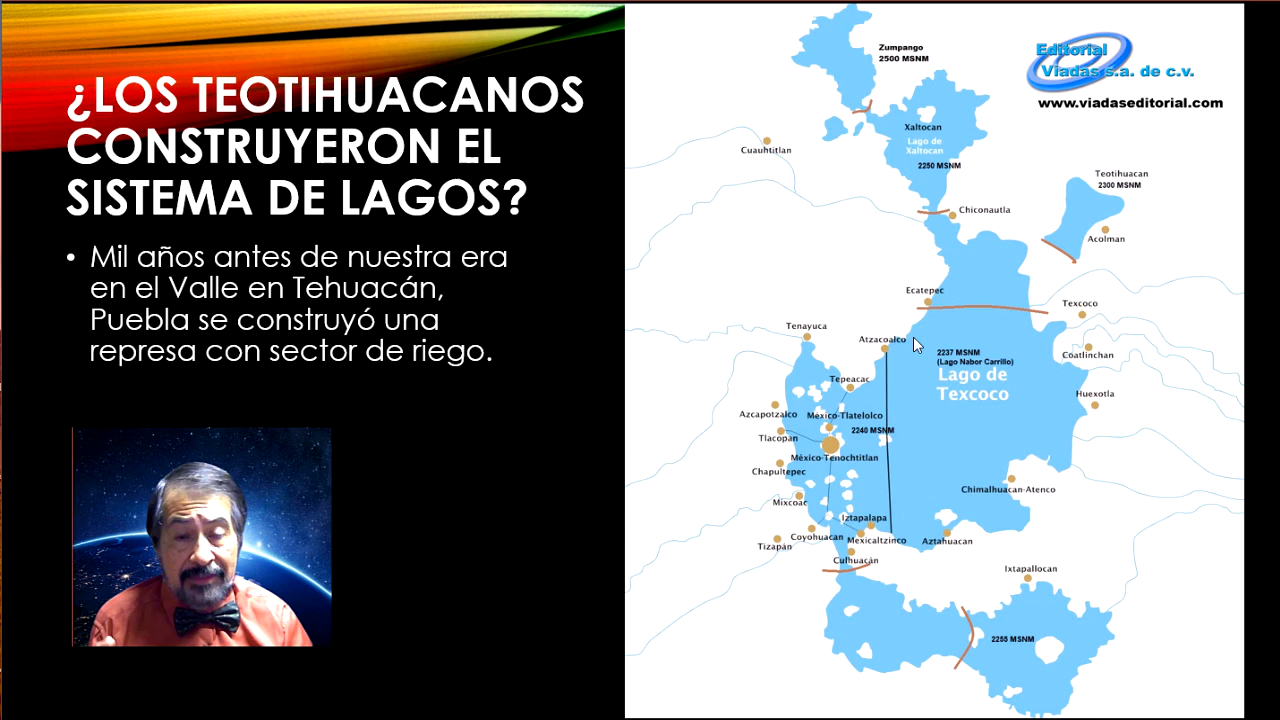 ¿LOS TEOTIHUACANOS
CONSTRUYERON EL
SISTEMA DE LAGOS?
• Mil años antes de nuestra era
en el Valle en Tehuacán,
Puebla se construyó una
represa con sector de riego.
Editorial
Viadas s.a. de c.v.
www.viadaseditorial.com
Zumpango
2500 MSNM
Xaltocan
Lago de
Xaltocan
2250 MSNM
Cuauhtitlan
Teotihuacan
2300 MSNM
Chiconautla
Acolman
Ecatepec
Texcoco
Tenayuca
Atzacoalco
2237 MSNM
(Lago Nabor Carrillo)
Lago de
Texcoco
Coatlinchan
Tepeacac
Huexotla
Azcapotzalco
México-Tlatelolco
2240 MSNM
Tlacopan
México-Tenochtitlan
Chapultepec
Chimalhuacan-Atenco
Mixcoac
Iztapalapa
Coyohuacan
Mexicaltzinco
Aztahuacan
Tizapán
Culhuacán
Ixtapallocan
2255 MSNM